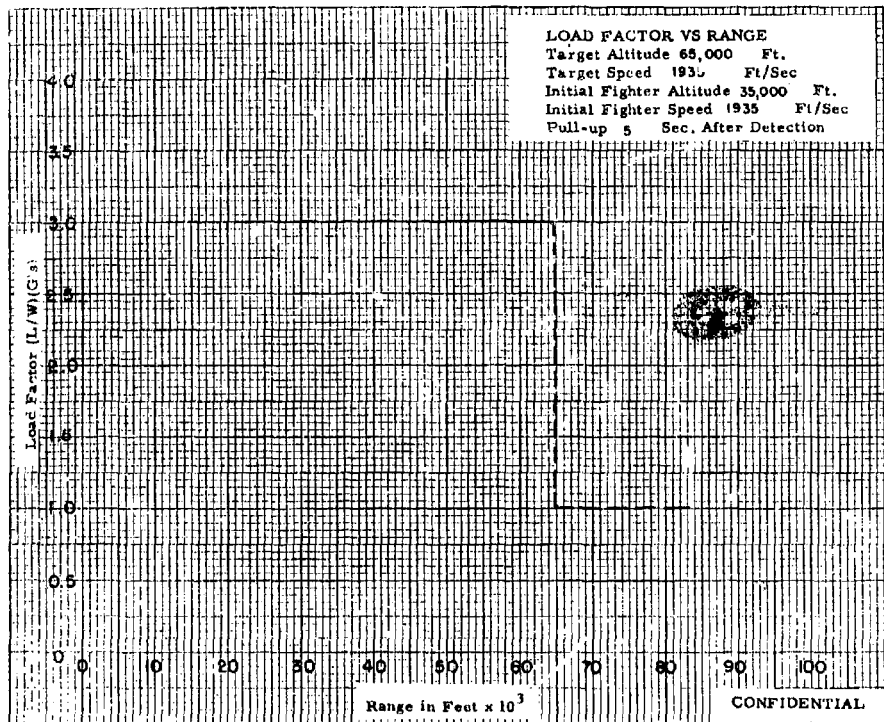 LOAD FACTOR VS RANGE
Target Altitude 65,000 Ft.
Target Speed 1935 Ft/Sec
Initial Fighter Altitude 35,000 Ft.
Initial Fighter Speed 1935 Ft/Sec
Pull-up 5 Sec. After Detection
4.0
3.5
3.0
2.5
2.0
1.5
1.0
0.5
0
Load Factor (L/W)(G's)
0 10 20 30 40 50 60 70 80 90 100
Range in Feet x 10³
CONFIDENTIAL